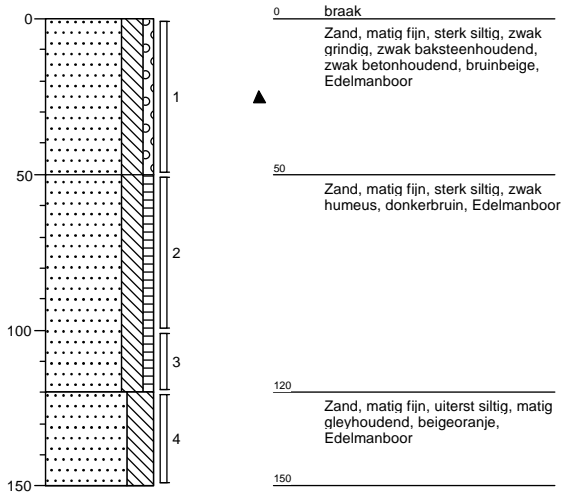 0
0 braak
Zand, matig fijn, sterk siltig, zwak
grindig, zwak baksteenhoudend,
zwak betonhoudend, bruinbeige,
Edelmanboor
1
50
50
Zand, matig fijn, sterk siltig, zwak
humeus, donkerbruin, Edelmanboor
2
100
3
120
Zand, matig fijn, uiterst siltig, matig
gleyhoudend, beigeoranje,
Edelmanboor
4
150
150